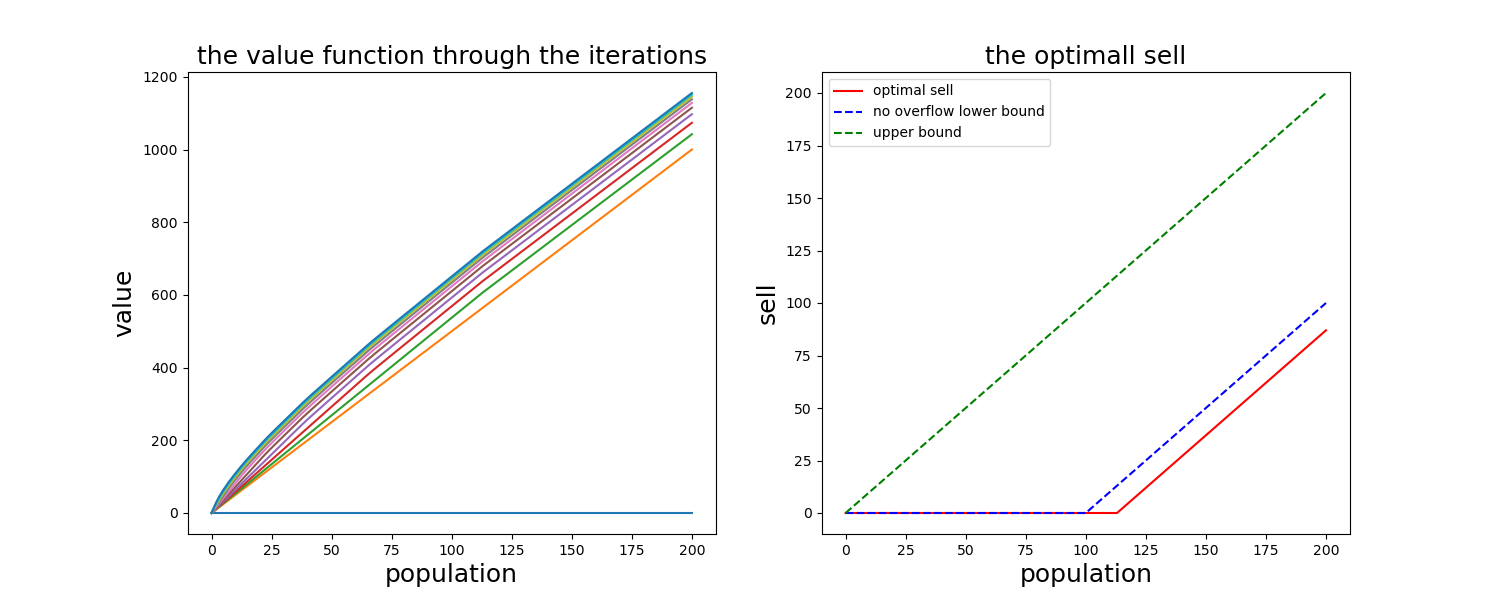 the value function through the iterations
1200
1000
800
600
400
200
0
value
0 25 50 75 100 125 150 175 200
population
the optimall sell
optimal sell
no overflow lower bound
upper bound
200
175
150
125
100
75
50
25
0
sell
0 25 50 75 100 125 150 175 200
population